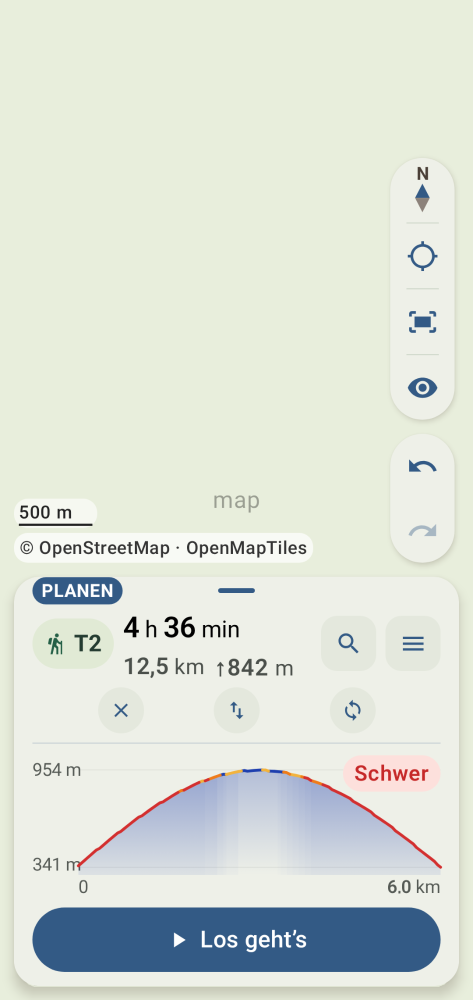 N
map
500 m
© OpenStreetMap · OpenMapTiles
PLANEN
T2
4 h 36 min
12,5 km ↑842 m
954 m
Schwer
341 m
0
6.0 km
Los geht's